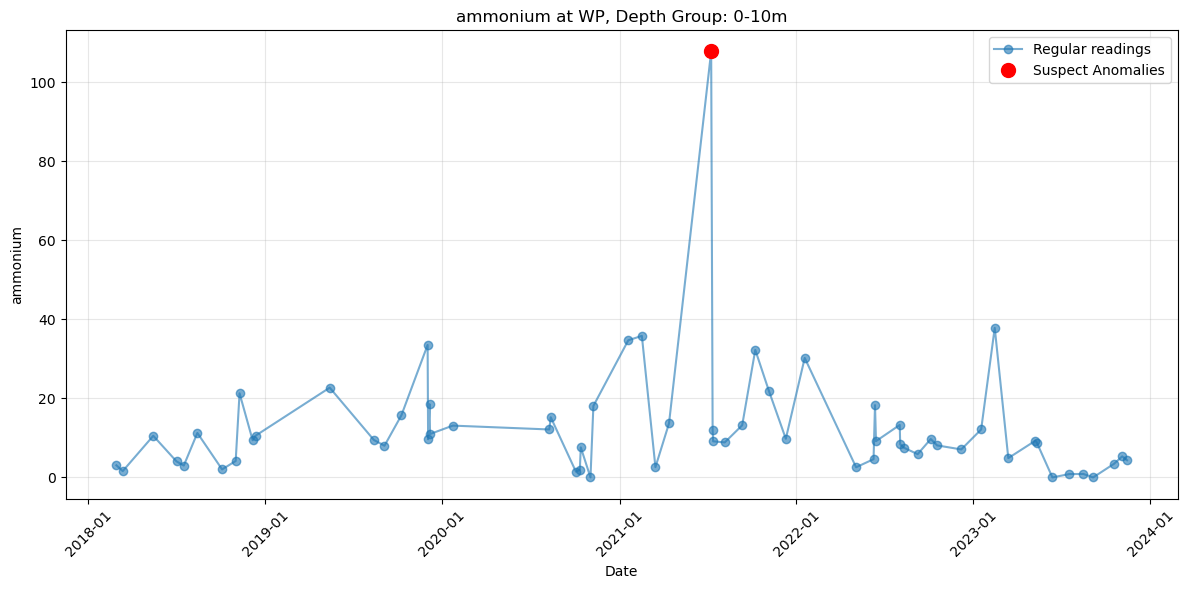 ammonium at WP, Depth Group: 0-10m
Regular readings
Suspect Anomalies
ammonium
100
80
60
40
20
0
2018-01
2019-01
2020-01
2021-01
2022-01
2023-01
2024-01
Date